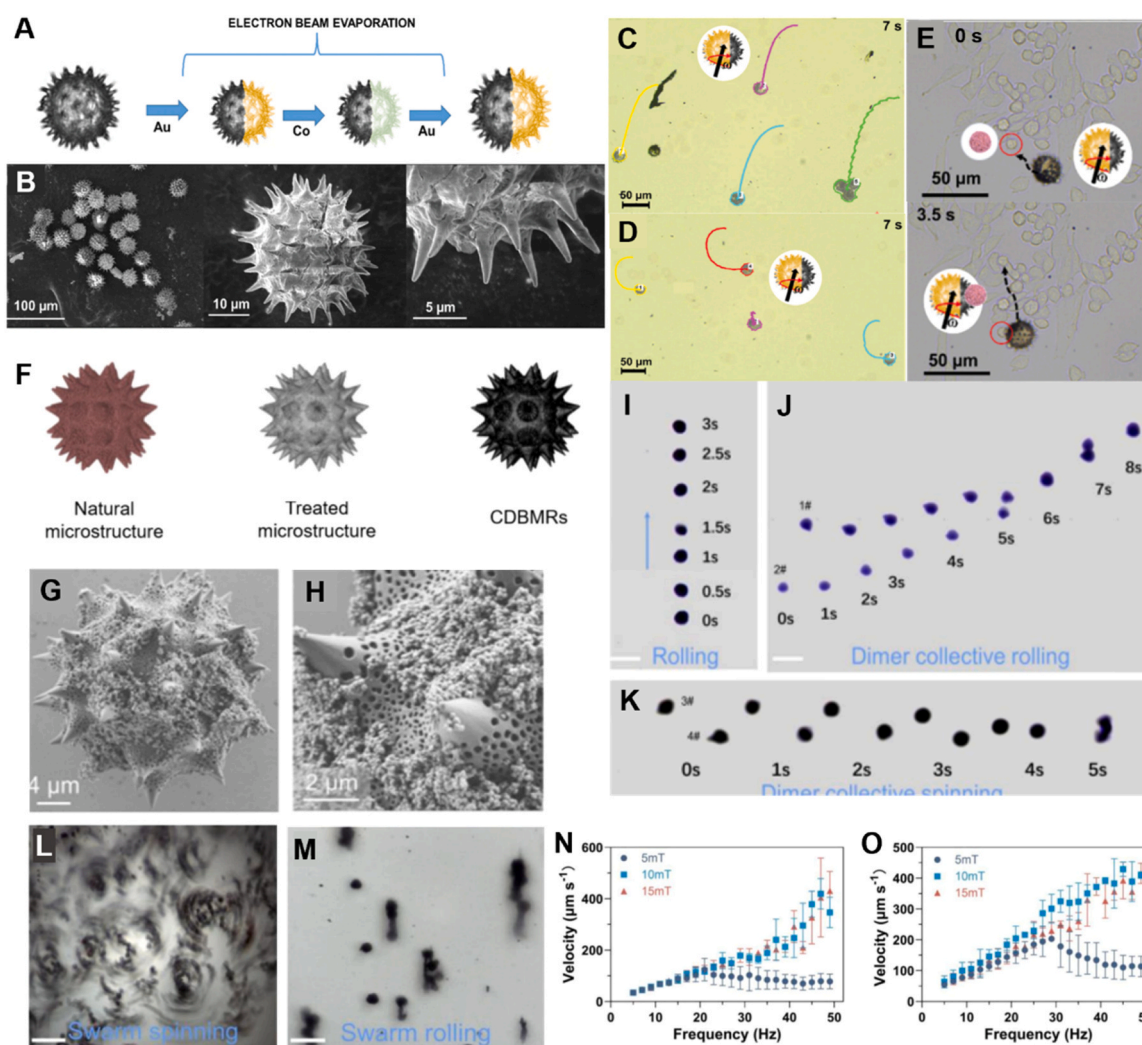 A
ELECTRON BEAM EVAPORATION
Au
Co
Au
B
100 µm
10 µm
5 µm
C
7 s
ω
50 µm
D
7 s
ω
50 µm
E
0 s
ω
50 µm
3.5 s
ω
50 µm
F
Natural
microstructure
Treated
microstructure
CDBMRs
G
4 µm
H
2 µm
I
3s
2.5s
2s
1.5s
1s
0.5s
0s
Rolling
J
1#
2#
0s
1s
2s
3s
4s
5s
6s
7s
8s
Dimer collective rolling
K
3#
4#
0s
1s
2s
3s
4s
5s
Dimer collective spinning
L
Swarm spinning
M
Swarm rolling
N
5mT
10mT
15mT
Velocity (µm s⁻¹)
600
400
200
0
0 10 20 30 40 50
Frequency (Hz)
O
5mT
10mT
15mT
Velocity (µm s⁻¹)
500
400
300
200
100
0
0 10 20 30 40 50
Frequency (Hz)